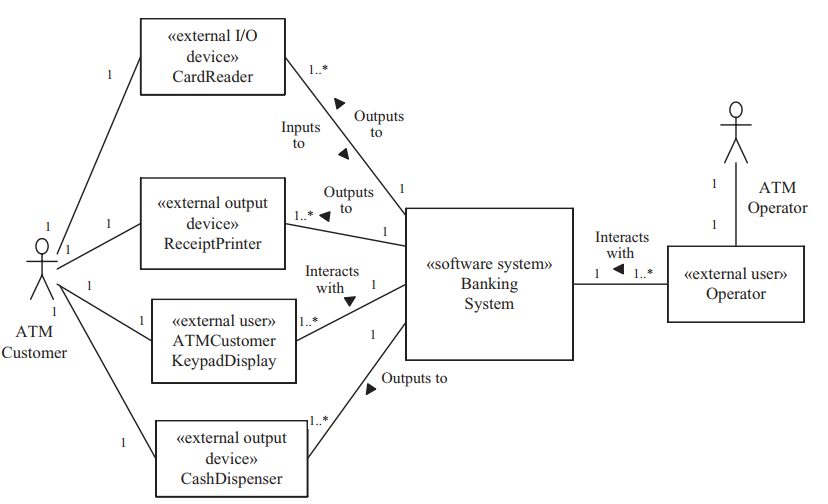 «external I/O
device»
CardReader
1
1..*
Outputs
to
Inputs
to
1
1
«external output
device»
ReceiptPrinter
1
1
1..*
Outputs
to
1
ATM
Customer
1
1
1
«external user»
ATMCustomer
KeypadDisplay
1..*
Interacts
with
1
1
«external output
device»
CashDispenser
1..*
Outputs to
1
«software system»
Banking
System
1
Interacts
with
1..*
«external user»
Operator
1
1
ATM
Operator